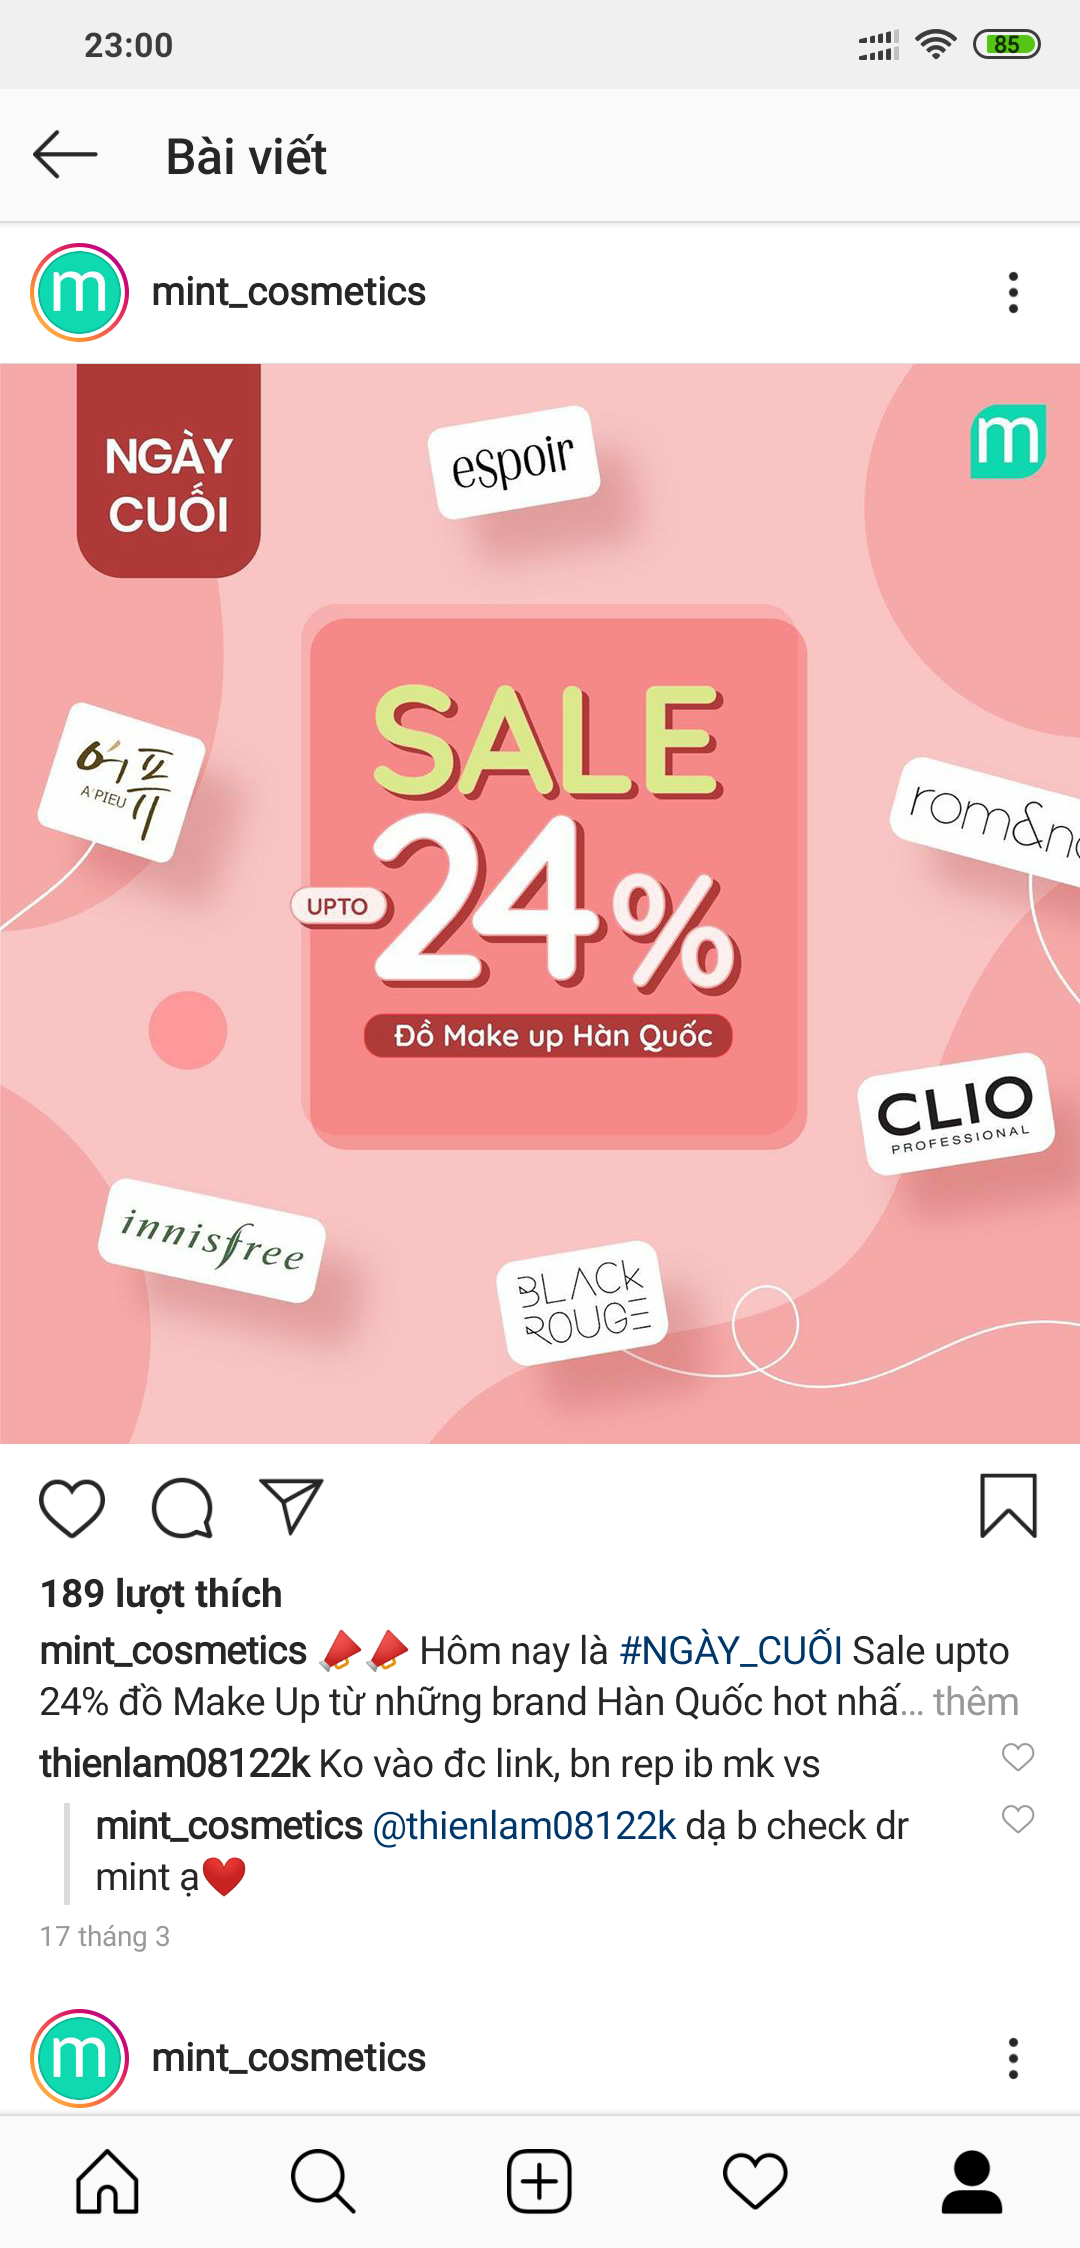 23:00
85
Bài viết
m
mint_cosmetics
NGÀY
CUỐI
espoir
m
SALE
UPTO
24%
Đồ Make up Hàn Quốc
어퓨
A'PIEU
rom&n
CLIO
PROFESSIONAL
innisfree
BLACK
ROUGE
189 lượt thích
mint_cosmetics 📣📣 Hôm nay là #NGÀY_CUỐI Sale upto
24% đồ Make Up từ những brand Hàn Quốc hot nhấ... thêm
thienlam08122k Ko vào đc link, bn rep ib mk vs
mint_cosmetics @thienlam08122k dạ b check dr
mint ạ❤️
17 tháng 3
m
mint_cosmetics